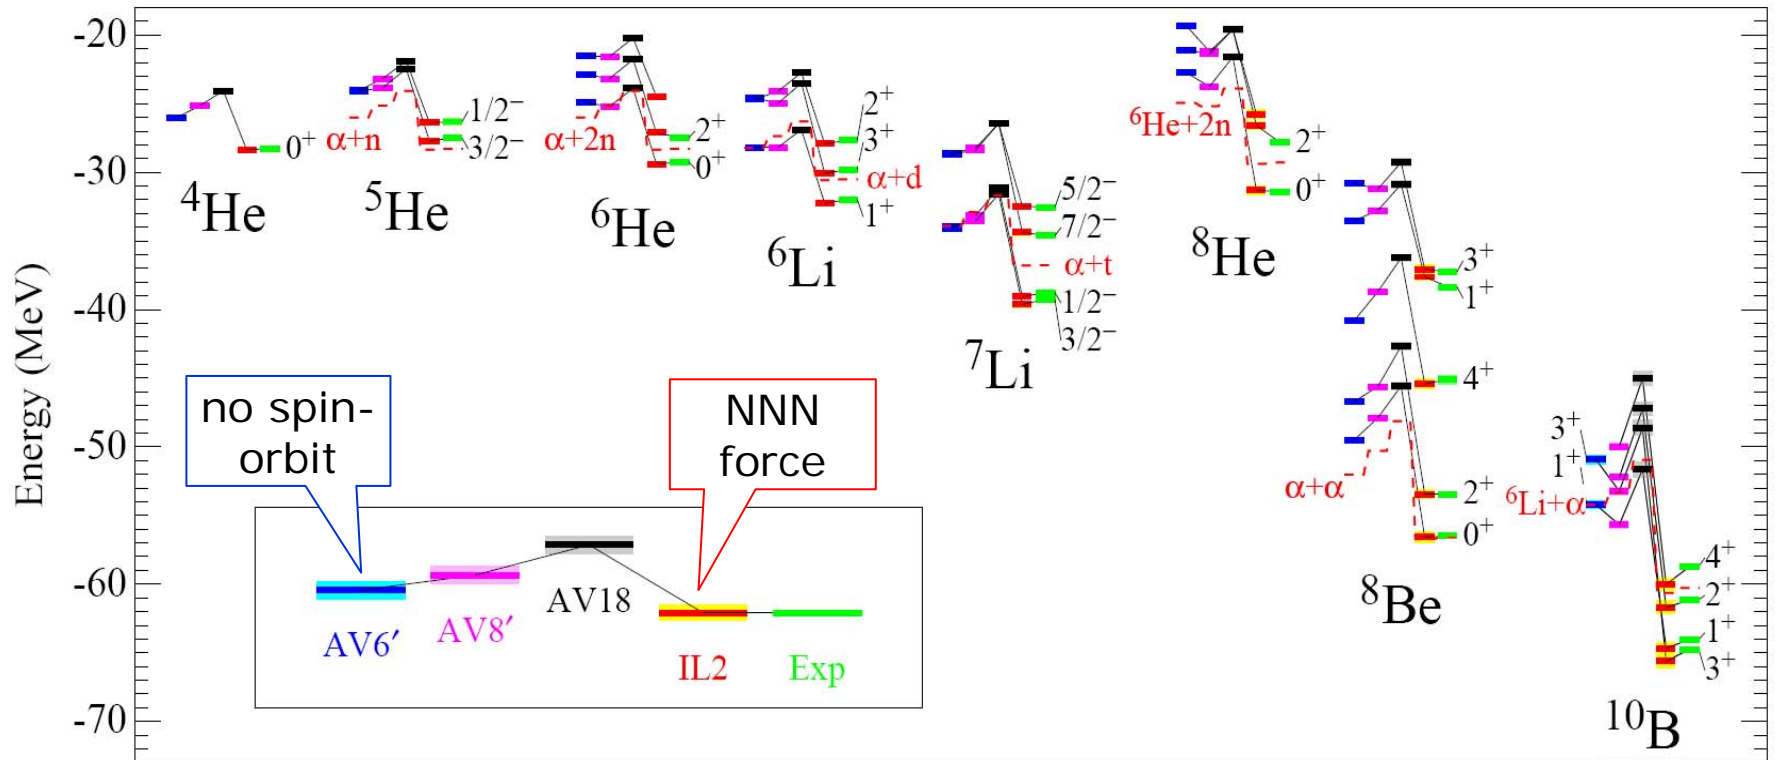 Energy (MeV)
-20
-30
-40
-50
-60
-70
0⁺
⁴He
α+n
1/2⁻
3/2⁻
⁵He
α+2n
2⁺
0⁺
⁶He
2⁺
3⁺
α+d
1⁺
⁶Li
5/2⁻
7/2⁻
α+t
1/2⁻
3/2⁻
⁷Li
⁶He+2n
2⁺
0⁺
⁸He
3⁺
1⁺
4⁺
α+α
2⁺
0⁺
⁸Be
3⁺
1⁺
⁶Li+α
4⁺
2⁺
1⁺
3⁺
¹⁰B
no spin-
orbit
NNN
force
AV6′
AV8′
AV18
IL2
Exp